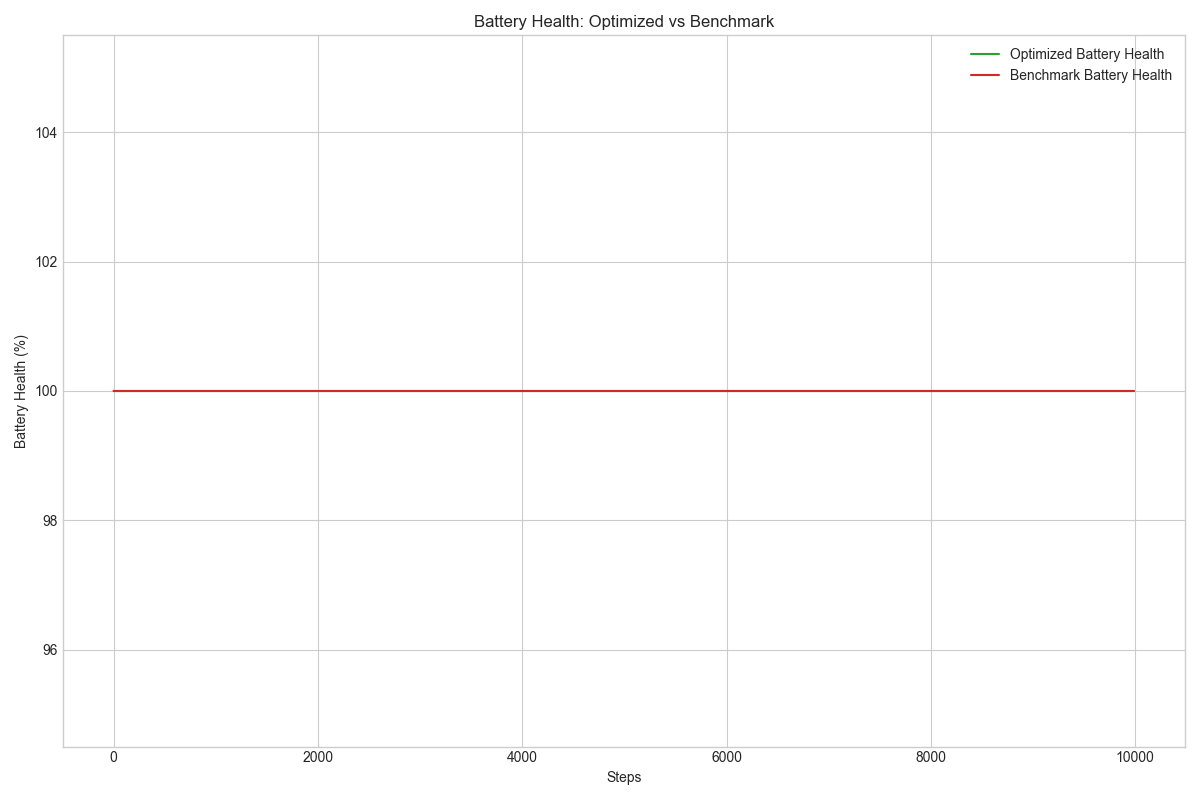 Battery Health: Optimized vs Benchmark
Optimized Battery Health
Benchmark Battery Health
104
102
100
98
96
Battery Health (%)
0 2000 4000 6000 8000 10000
Steps